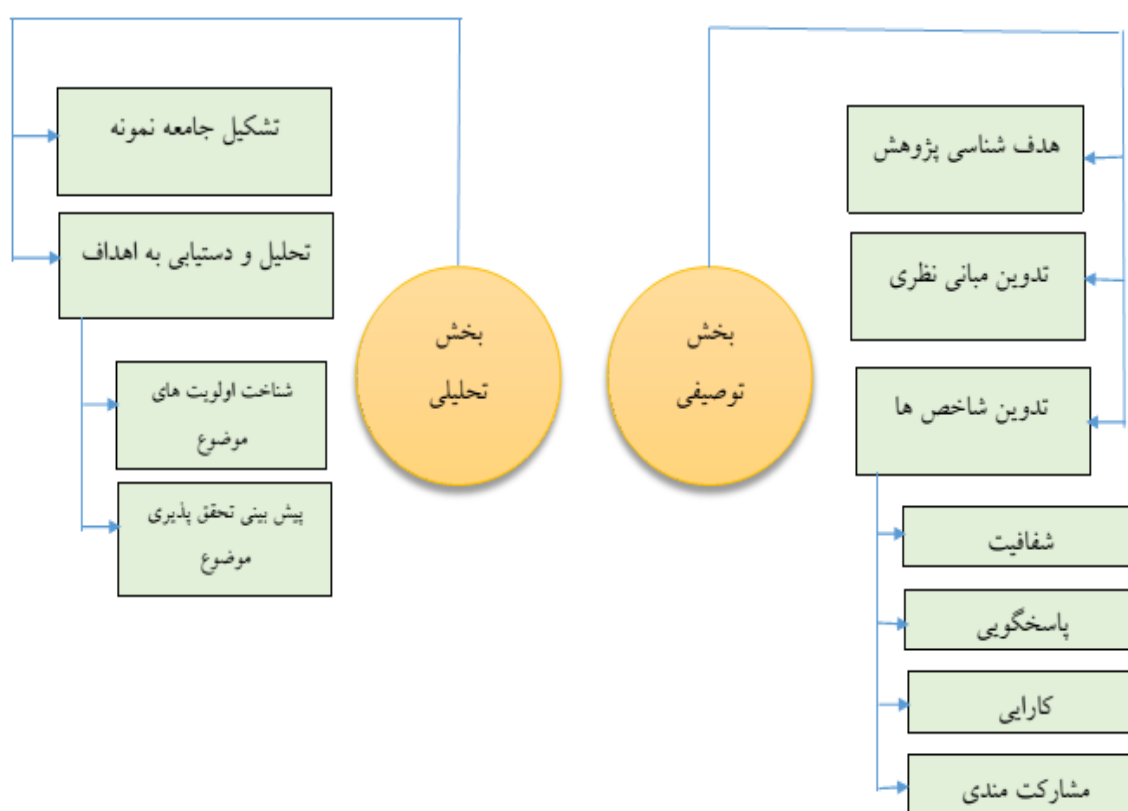 هدف شناسی پژوهش
تدوین مبانی نظری
تدوین شاخص ها
شفافیت
پاسخگویی
کارایی
مشارکت مندی
بخش
توصیفی
بخش
تحلیلی
تشکیل جامعه نمونه
تحلیل و دستیابی به اهداف
شناخت اولویت های
موضوع
پیش بینی تحقق پذیری
موضوع